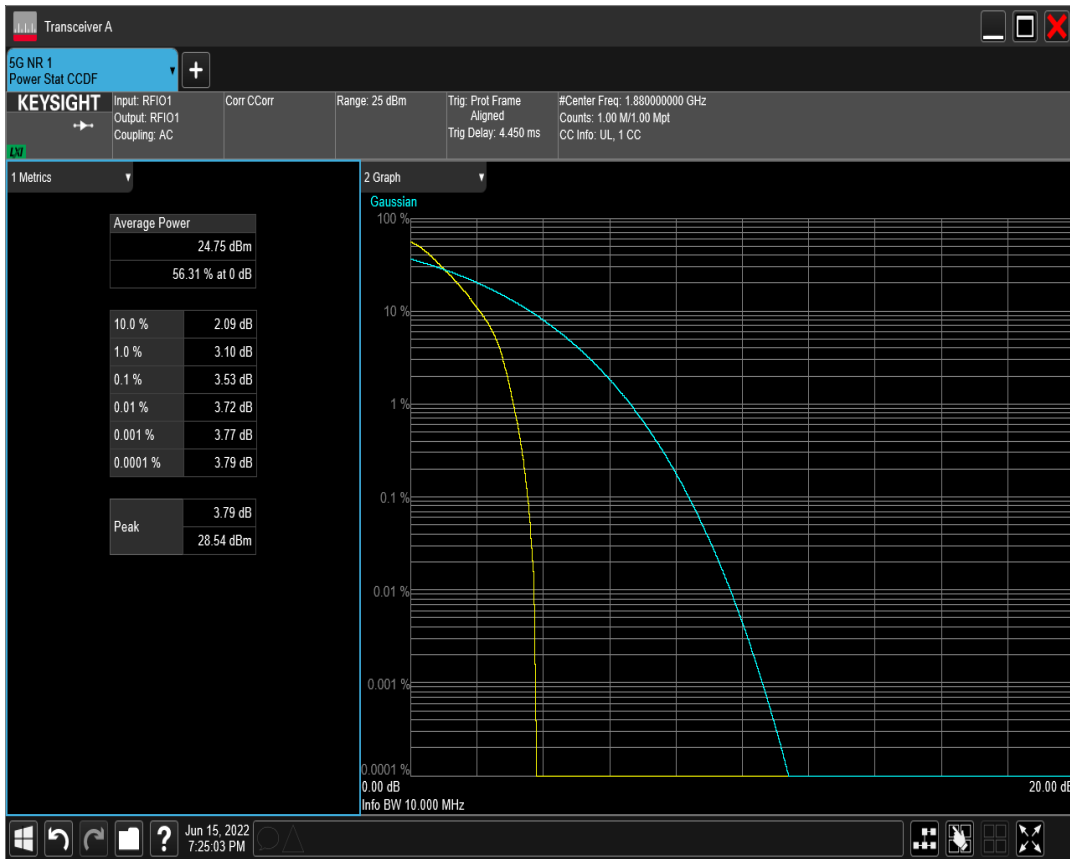 Transceiver A
5G NR 1
Power Stat CCDF
+
KEYSIGHT
LXI
Input: RFIO1
Output: RFIO1
Coupling: AC
Corr CCorr
Range: 25 dBm
Trig: Prot Frame
Aligned
Trig Delay: 4.450 ms
#Center Freq: 1.880000000 GHz
Counts: 1.00 M/1.00 Mpt
CC Info: UL, 1 CC
1 Metrics
Average Power
24.75 dBm
56.31 % at 0 dB
10.0 % 2.09 dB
1.0 % 3.10 dB
0.1 % 3.53 dB
0.01 % 3.72 dB
0.001 % 3.77 dB
0.0001 % 3.79 dB
Peak
3.79 dB
28.54 dBm
2 Graph
Gaussian
100 %
10 %
1 %
0.1 %
0.01 %
0.001 %
0.0001 %
0.00 dB
20.00 dB
Info BW 10.000 MHz
?
Jun 15, 2022
7:25:03 PM